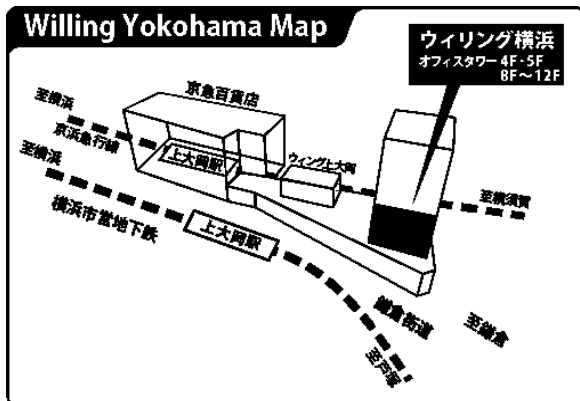 Willing Yokohama Map
ウィリング横浜
オフィスタワー 4F・5F
8F〜12F
京急百貨店
至横浜
京浜急行線
上大岡駅
ウィング上大岡
至横須賀
至横浜
横浜市営地下鉄
上大岡駅
鎌倉街道
至鎌倉
至戸塚